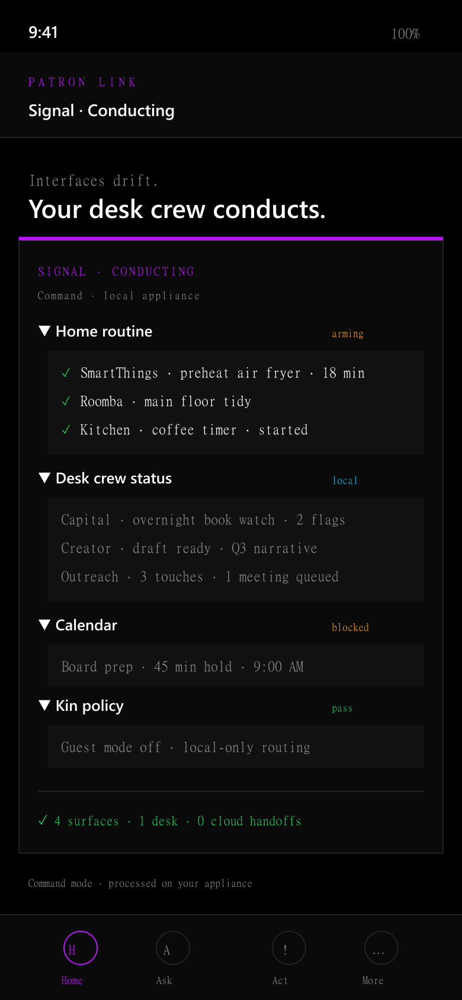 9:41
100%
PATRON LINK
Signal · Conducting
Interfaces drift.
Your desk crew conducts.
SIGNAL · CONDUCTING
Command · local appliance
▼ Home routine
arming
✓ SmartThings · preheat air fryer · 18 min
✓ Roomba · main floor tidy
✓ Kitchen · coffee timer · started
▼ Desk crew status
local
Capital · overnight book watch · 2 flags
Creator · draft ready · Q3 narrative
Outreach · 3 touches · 1 meeting queued
▼ Calendar
blocked
Board prep · 45 min hold · 9:00 AM
▼ Kin policy
pass
Guest mode off · local-only routing
✓ 4 surfaces · 1 desk · 0 cloud handoffs
Command mode · processed on your appliance
H
A
!
...
Home
Ask
Act
More